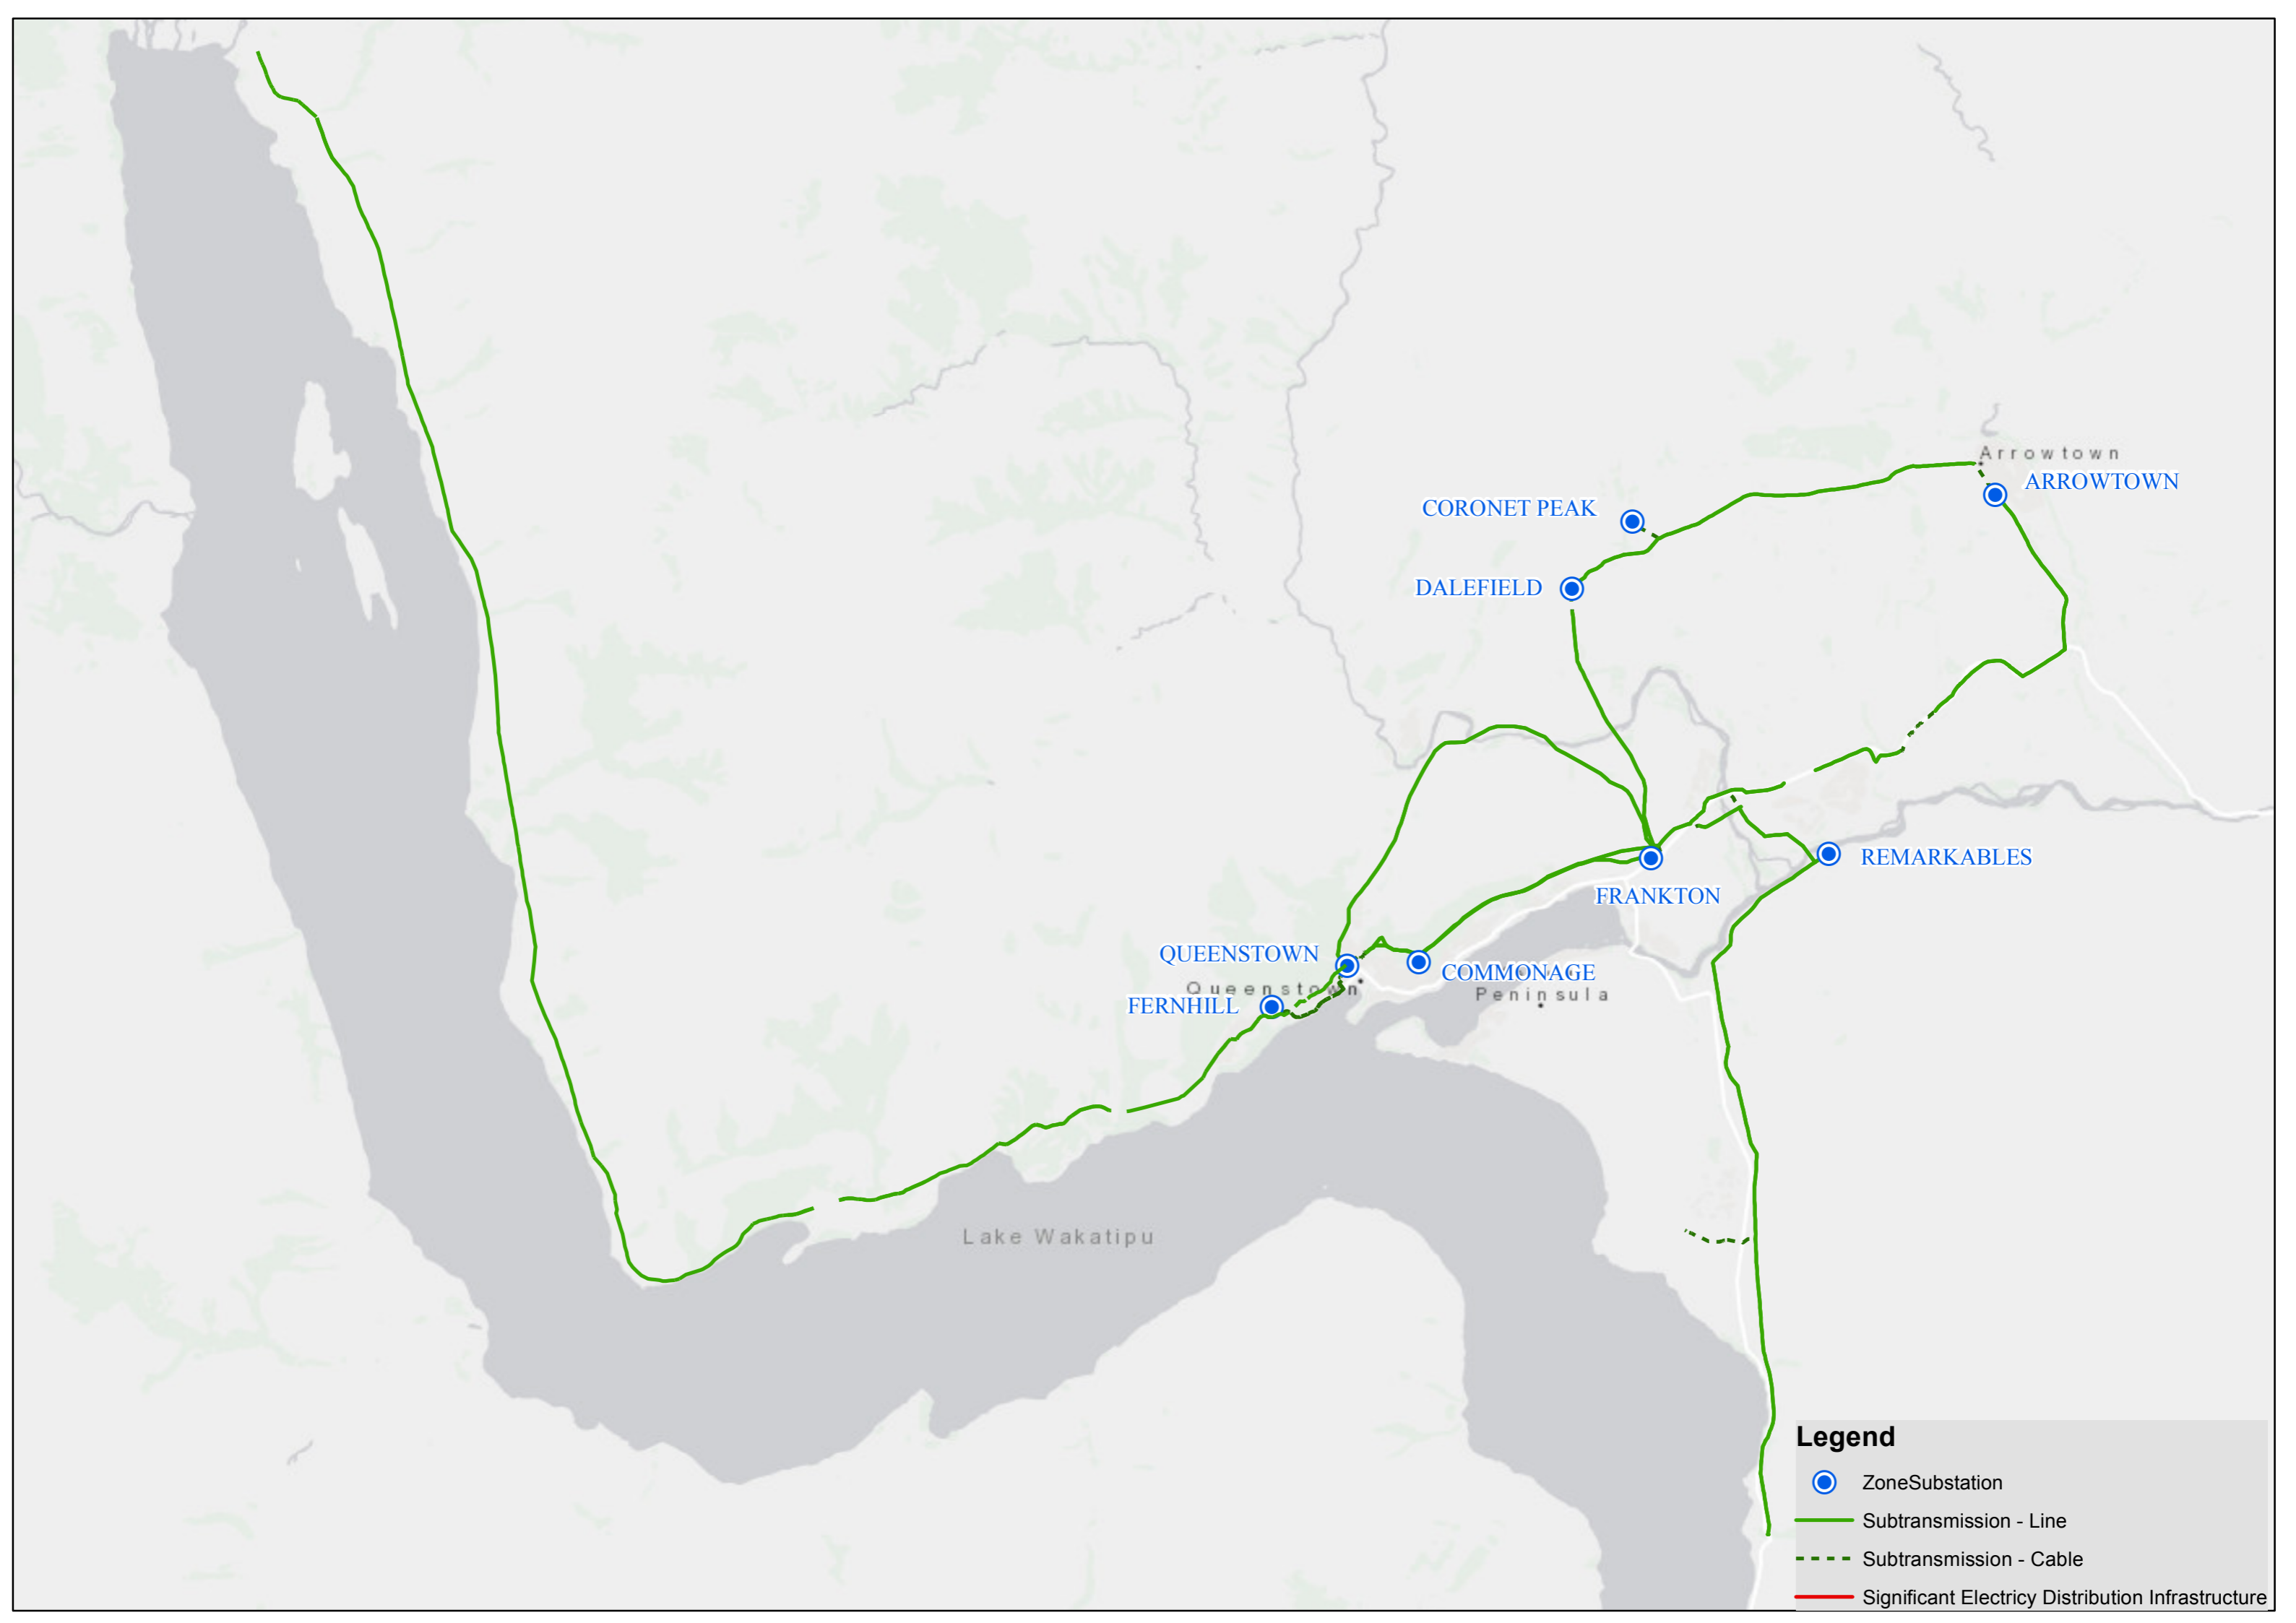 Arrowtown
ARROWTOWN
CORONET PEAK
DALEFIELD
REMARKABLES
FRANKTON
QUEENSTOWN
COMMONAGE
Queenstown
Peninsula
FERNHILL
Lake Wakatipu
Legend
ZoneSubstation
Subtransmission - Line
Subtransmission - Cable
Significant Electricy Distribution Infrastructure